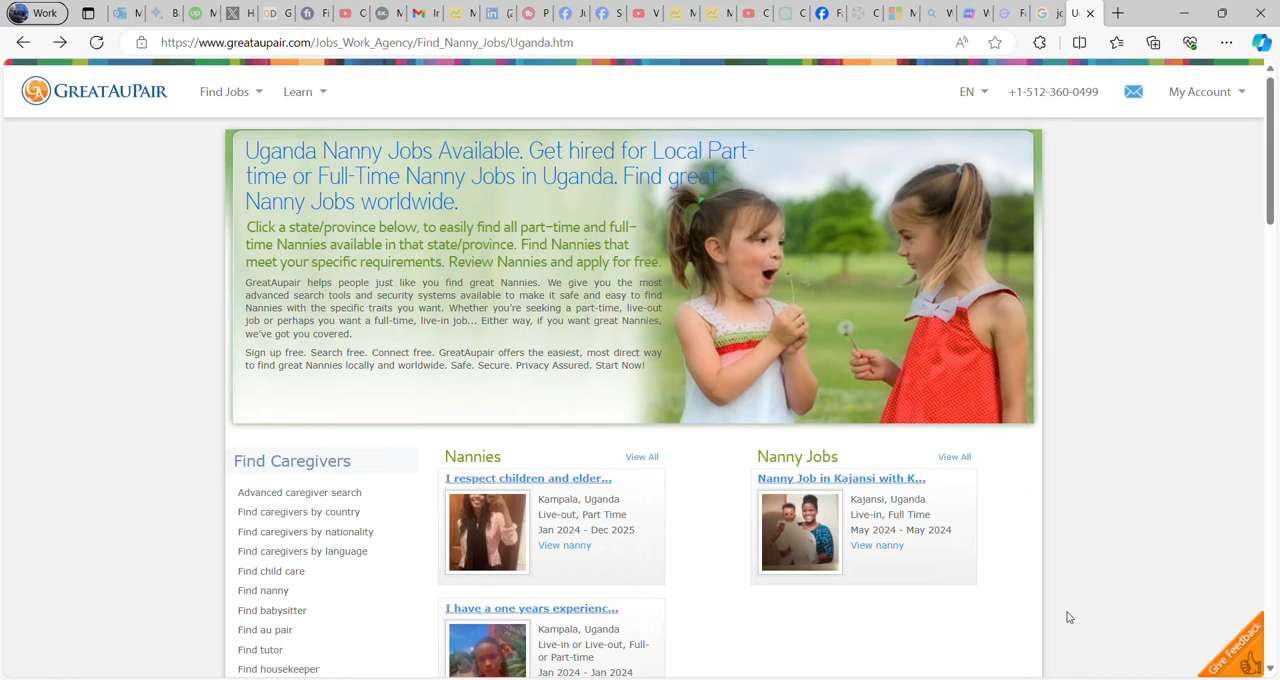 Work
https://www.greataupair.com/Jobs_Work_Agency/Find_Nanny_Jobs/Uganda.htm
GREATAUPAIR
Find Jobs
Learn
EN
+1-512-360-0499
My Account
Uganda Nanny Jobs Available. Get hired for Local Part-
time or Full-Time Nanny Jobs in Uganda. Find great
Nanny Jobs worldwide.
Click a state/province below, to easily find all part-time and full-
time Nannies available in that state/province. Find Nannies that
meet your specific requirements. Review Nannies and apply for free.
GreatAupair helps people just like you find great Nannies. We give you the most
advanced search tools and security systems available to make it safe and easy to find
Nannies with the specific traits you want. Whether you're seeking a part-time, live-out
job or perhaps you want a full-time, live-in job... Either way, if you want great Nannies,
we've got you covered.
Sign up free. Search free. Connect free. GreatAupair offers the easiest, most direct way
to find great Nannies locally and worldwide. Safe. Secure. Privacy Assured. Start Now!
Find Caregivers
Advanced caregiver search
Find caregivers by country
Find caregivers by nationality
Find caregivers by language
Find child care
Find nanny
Find babysitter
Find au pair
Find tutor
Find housekeeper
Nannies
View All
I respect children and elder...
Kampala, Uganda
Live-out, Part Time
Jan 2024 - Dec 2025
View nanny
I have a one years experienc...
Kampala, Uganda
Live-in or Live-out, Full-
or Part-time
Jan 2024 - Jan 2024
Nanny Jobs
View All
Nanny Job in Kajansi with K...
Kajansi, Uganda
Live-in, Full Time
May 2024 - May 2024
View nanny
Give Feedback